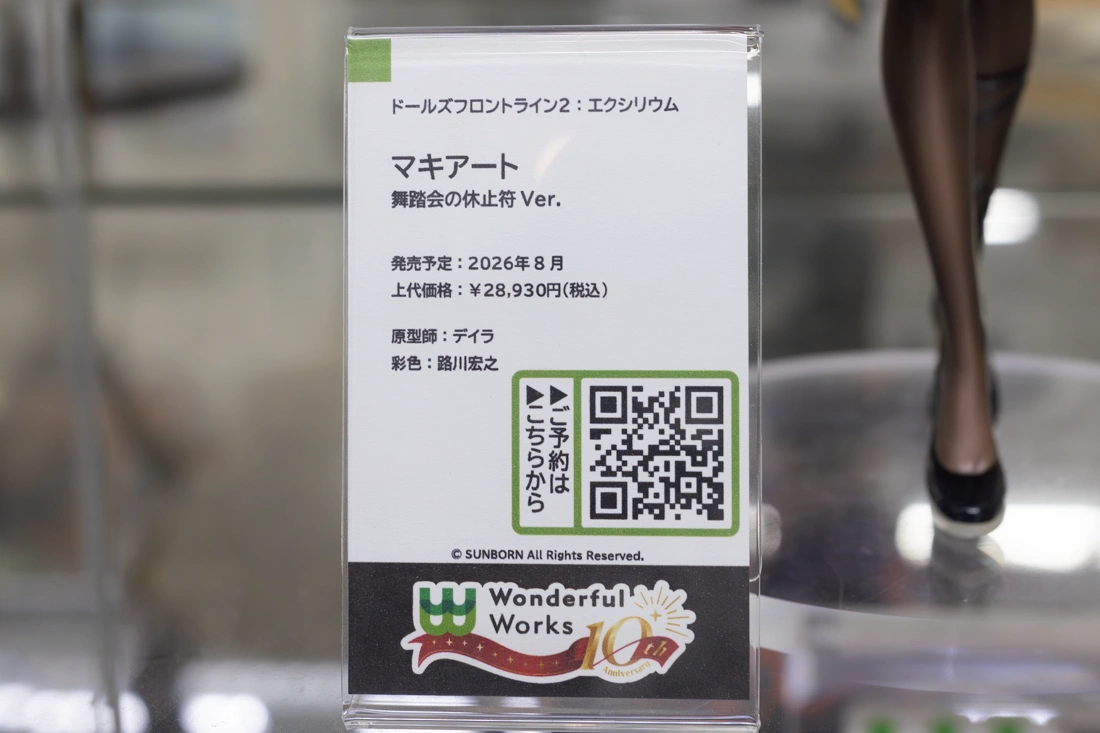 ドールズフロントライン2：エクシリウム
マキアート
舞踏会の休止符 Ver.
発売予定：2026年8月
上代価格：￥28,930円(税込)
原型師：デイラ
彩色：路川宏之
▶ご予約は
▶こちらから
© SUNBORN All Rights Reserved.
Wonderful
Works
10th
Anniversary